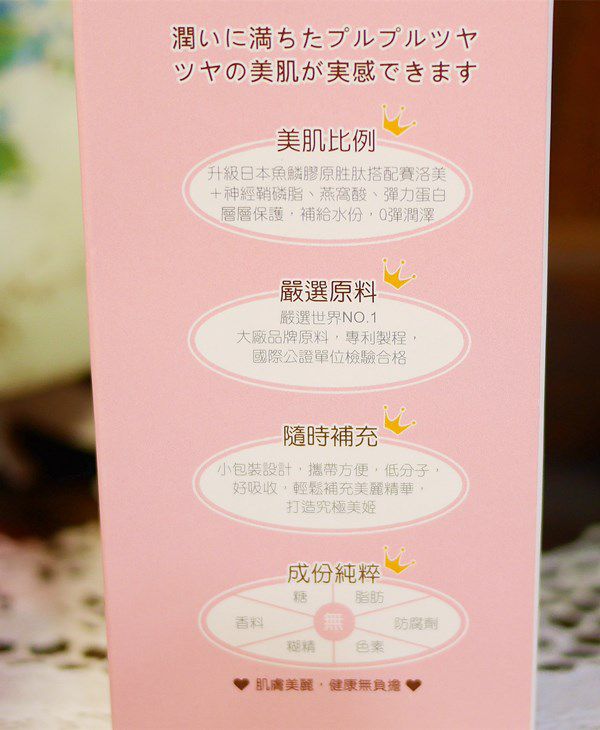 潤いに満ちたプルプルツヤ
ツヤの美肌が実感できます
美肌比例
升級日本魚鱗膠原胜肽搭配賽洛美
＋神經鞘磷脂、燕窩酸、彈力蛋白
層層保護，補給水份，Q彈潤澤
嚴選原料
嚴選世界NO.1
大廠品牌原料，專利製程，
國際公證單位檢驗合格
隨時補充
小包裝設計，攜帶方便，低分子，
好吸收，輕鬆補充美麗精華，
打造究極美姬
成份純粹
糖 脂肪
香料 無 防腐劑
糊精 色素
♥ 肌膚美麗，健康無負擔 ♥